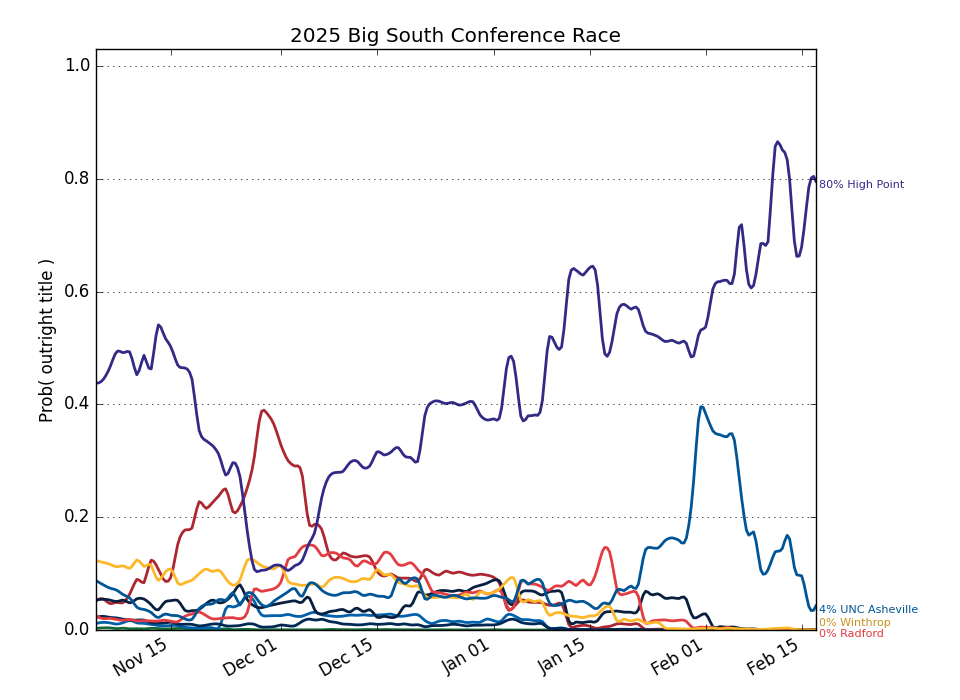 2025 Big South Conference Race
Prob( outright title )
1.0
0.8
0.6
0.4
0.2
0.0
80% High Point
4% UNC Asheville
0% Winthrop
0% Radford
Nov 15
Dec 01
Dec 15
Jan 01
Jan 15
Feb 01
Feb 15